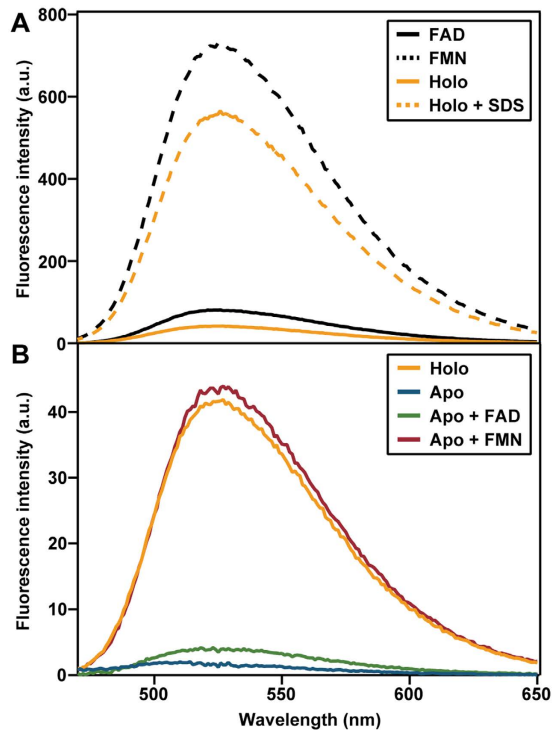 A
800
600
400
200
0
Fluorescence intensity (a.u.)
FAD
FMN
Holo
Holo + SDS
B
40
30
20
10
0
Fluorescence intensity (a.u.)
Holo
Apo
Apo + FAD
Apo + FMN
500
550
600
650
Wavelength (nm)